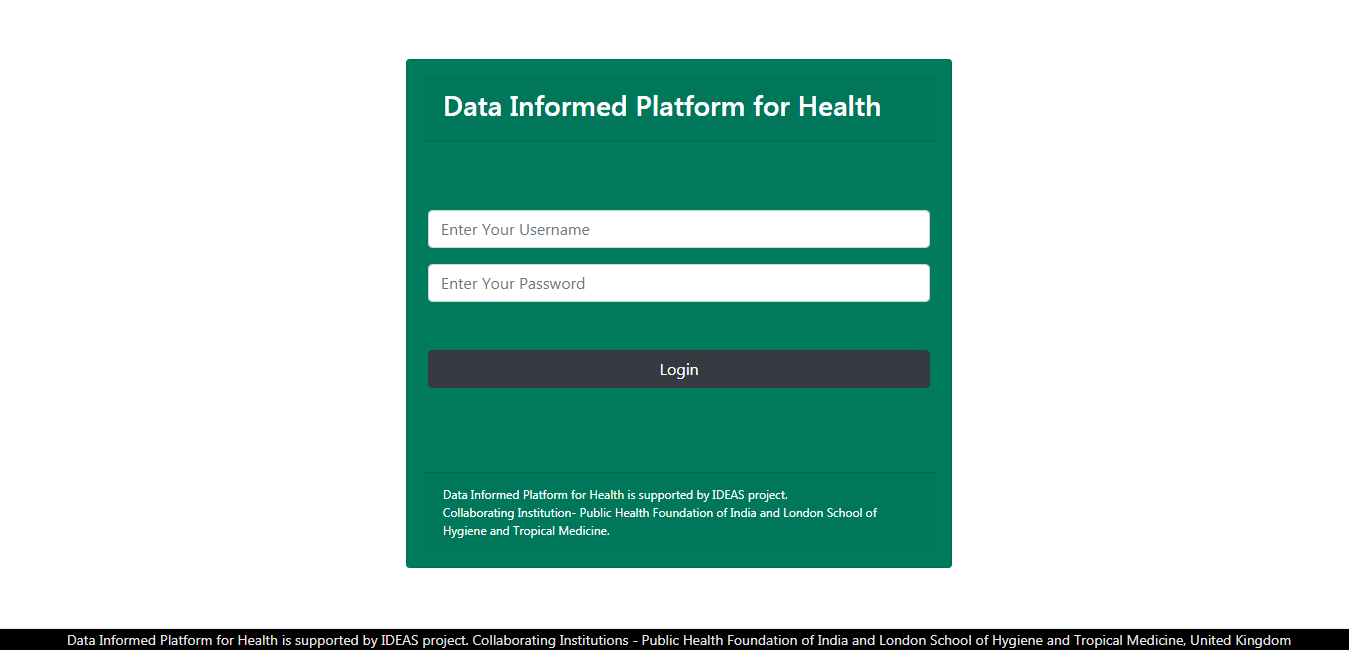 Data Informed Platform for Health
Enter Your Username
Enter Your Password
Login
Data Informed Platform for Health is supported by IDEAS project.
Collaborating Institution- Public Health Foundation of India and London School of
Hygiene and Tropical Medicine.
Data Informed Platform for Health is supported by IDEAS project. Collaborating Institutions - Public Health Foundation of India and London School of Hygiene and Tropical Medicine, United Kingdom